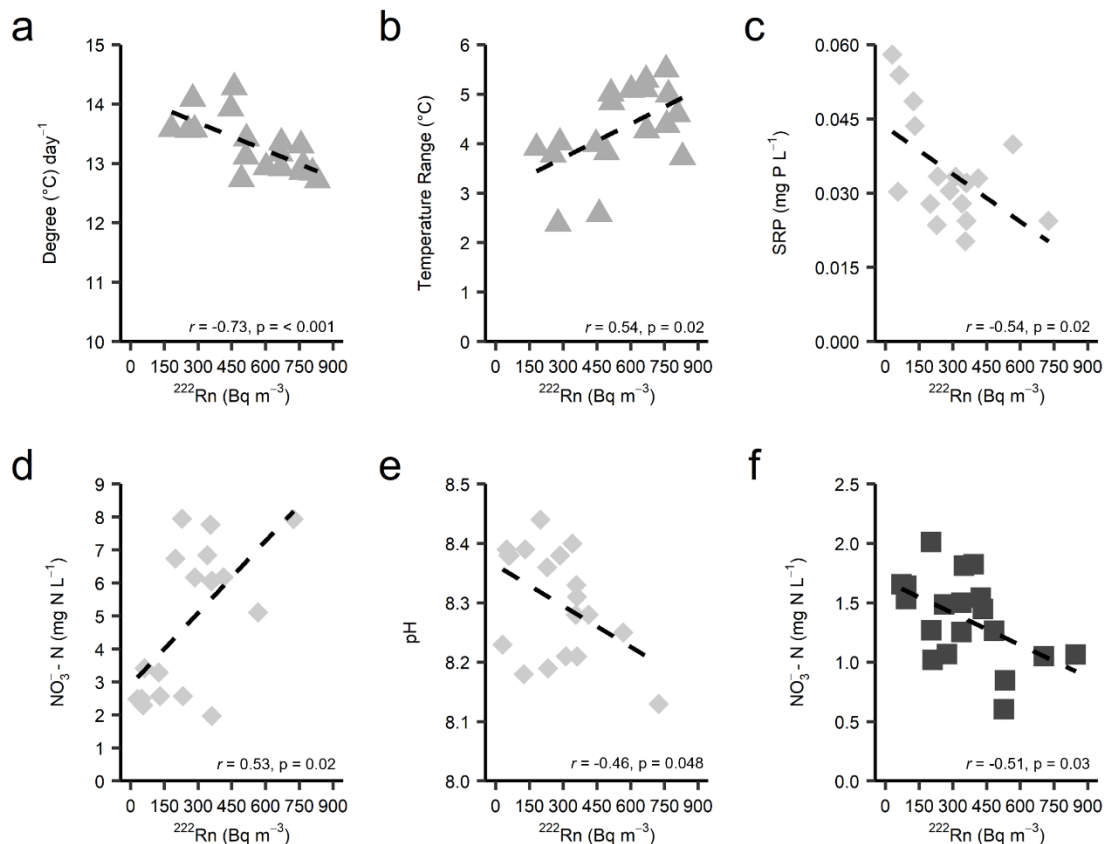 a
15
14
13
12
11
10
Degree (°C) day⁻¹
r = -0.73, p = < 0.001
0 150 300 450 600 750 900
²²²Rn (Bq m⁻³)
b
6
5
4
3
2
1
0
Temperature Range (°C)
r = 0.54, p = 0.02
0 150 300 450 600 750 900
²²²Rn (Bq m⁻³)
c
0.060
0.045
0.030
0.015
0.000
SRP (mg P L⁻¹)
r = -0.54, p = 0.02
0 150 300 450 600 750 900
²²²Rn (Bq m⁻³)
d
9
8
7
6
5
4
3
2
1
0
NO₃⁻- N (mg N L⁻¹)
r = 0.53, p = 0.02
0 150 300 450 600 750 900
²²²Rn (Bq m⁻³)
e
8.5
8.4
8.3
8.2
8.1
8.0
pH
r = -0.46, p = 0.048
0 150 300 450 600 750 900
²²²Rn (Bq m⁻³)
f
2.5
2.0
1.5
1.0
0.5
0.0
NO₃⁻- N (mg N L⁻¹)
r = -0.51, p = 0.03
0 150 300 450 600 750 900
²²²Rn (Bq m⁻³)